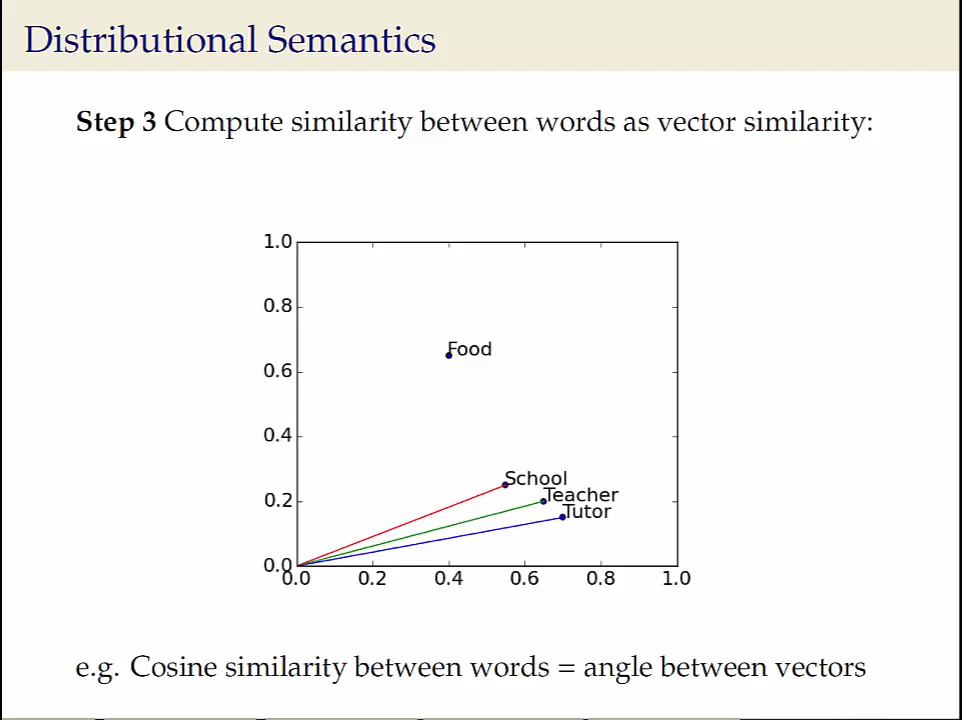 Distributional Semantics
Step 3 Compute similarity between words as vector similarity:
1.0
0.8
Food
0.6
0.4
School
Teacher
0.2
Tutor
0.0
0.0 0.2 0.4 0.6 0.8 1.0
e.g. Cosine similarity between words = angle between vectors